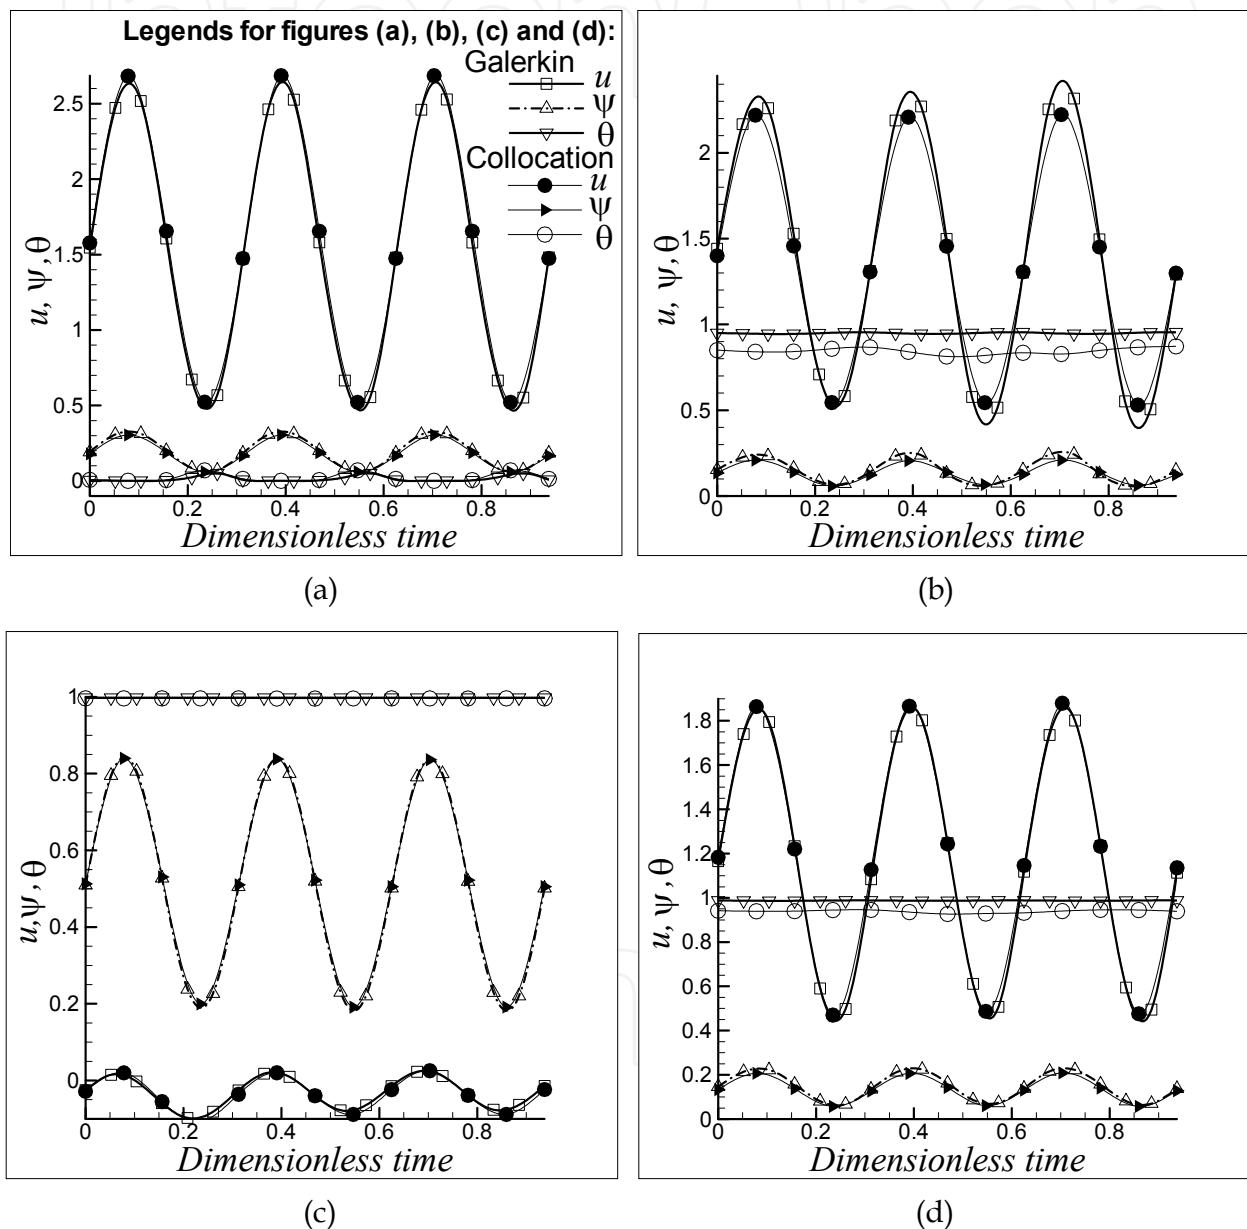 Legends for figures (a), (b), (c) and (d):
Galerkin
u
ψ
θ
Collocation
u
ψ
θ
2.5
2
1.5
1
0.5
0
u, ψ, θ
0 0.2 0.4 0.6 0.8
Dimensionless time
(a)
2
1.5
1
0.5
0
u, ψ, θ
0 0.2 0.4 0.6 0.8
Dimensionless time
(b)
1
0.8
0.6
0.4
0.2
0
u, ψ, θ
0 0.2 0.4 0.6 0.8
Dimensionless time
(c)
1.8
1.6
1.4
1.2
1
0.8
0.6
0.4
0.2
0
u, ψ, θ
0 0.2 0.4 0.6 0.8
Dimensionless time
(d)